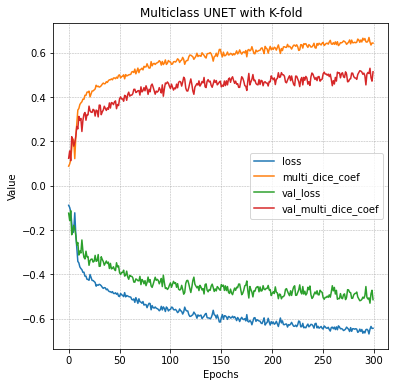 Multiclass UNET with K-fold
Value
0.6
0.4
0.2
0.0
−0.2
−0.4
−0.6
loss
multi_dice_coef
val_loss
val_multi_dice_coef
0 50 100 150 200 250 300
Epochs